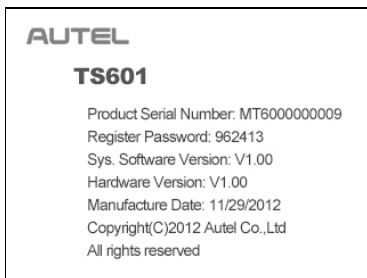 AUTEL
TS601
Product Serial Number: MT6000000009
Register Password: 962413
Sys. Software Version: V1.00
Hardware Version: V1.00
Manufacture Date: 11/29/2012
Copyright(C)2012 Autel Co.,Ltd
All rights reserved